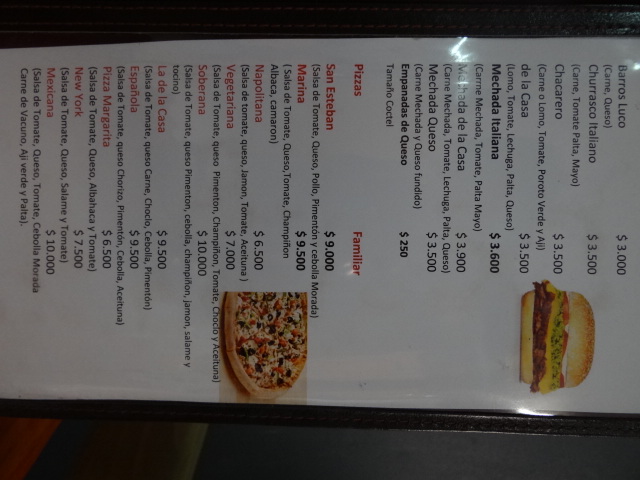 Barros Luco $ 3.000
(Carne, Queso)
Churrasco Italiano $ 3.500
(Carne, Tomate Palta, Mayo)
Chacarero $ 3.500
(Carne o Lomo, Tomate, Poroto Verde y Aji)
de la Casa $ 3.500
(Lomo, Tomate, Lechuga, Palta, Queso)
Mechada Italiana $ 3.600
(Carne Mechada, Tomate, Palta Mayo)
Mechada de la Casa $ 3.900
(Carne Mechada, Tomate, Lechuga, Palta, Queso)
Mechada Queso $ 3.500
(Carne Mechada y Queso fundido)
Empanadas de Queso $ 250
Tamaño Coctel
Pizzas Familiar
San Esteban $ 9.000
(Salsa de Tomate, Queso, Pollo, Pimentón y cebolla Morada)
Marina $ 9.500
( Salsa de Tomate, Queso,Tomate, Champiñon
Albaca, camaron)
Napolitana $ 6.500
(Salsa de tomate, queso, Jamon, Tomate, Aceituna )
Vegetariana $ 7.000
(Salsa de Tomate, queso Pimenton, Champiñon, Tomate, Choclo y Aceituna)
Soberana $ 10.000
(Salsa de Tomate, queso Pimenton, cebolla, champiñon, jamon, salame y
tocino)
La de la Casa $ 9.500
(Salsa de Tomate, queso Carne, Choclo, Cebolla, Pimentón)
Española $ 9.500
(Salsa de Tomate, queso Chorizo, Pimentón, Cebolla, Aceituna)
Pizza Margarita $ 6.500
(Salsa de Tomate, Queso, Albahaca y Tomate)
New York $ 7.500
(Salsa de Tomate, Queso, Salame y Tomate)
Mexicana $ 10.000
(Salsa de Tomate, Queso, Tomate, Cebolla Morada
Carne de Vacuno, Aji verde y Palta).